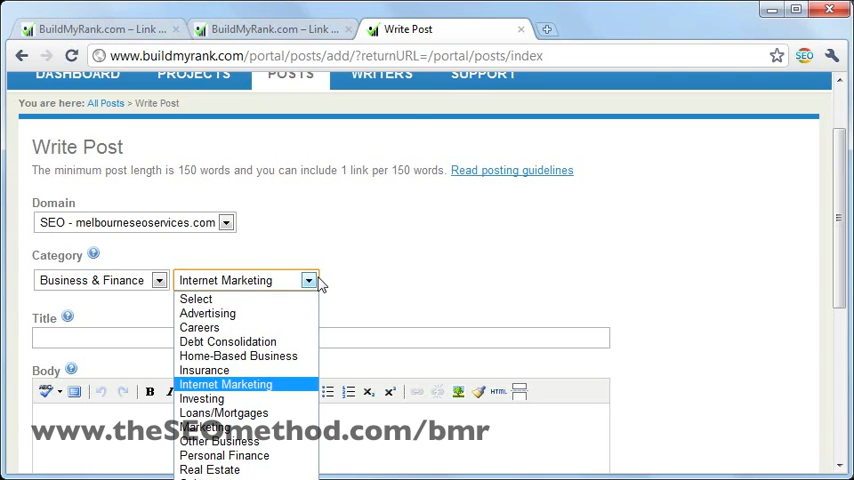 BuildMyRank.com – Link ...
BuildMyRank.com – Link ...
Write Post
www.buildmyrank.com/portal/posts/add/?returnURL=/portal/posts/index
SEO
DASHBOARD PROJECTS POSTS WRITERS SUPPORT
You are here: All Posts > Write Post
Write Post
The minimum post length is 150 words and you can include 1 link per 150 words. Read posting guidelines
Domain
SEO - melbourneseoservices.com
Category ?
Business & Finance Internet Marketing
Select
Advertising
Careers
Debt Consolidation
Home-Based Business
Insurance
Internet Marketing
Investing
Loans/Mortgages
Marketing
Other Business
Personal Finance
Real Estate
Title ?
Body ?
ABC B HTML
www.theSEOmethod.com/bmr